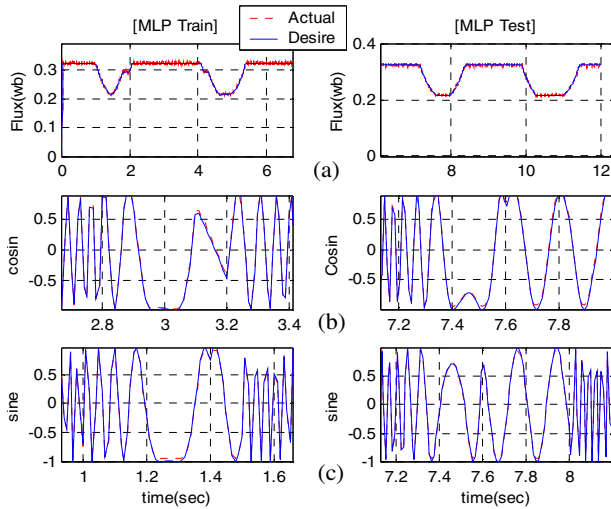 [MLP Train]
Actual
Desire
[MLP Test]
Flux(wb)
0.3
0.2
0.1
0
0 2 4 6
Flux(wb)
0.4
0.2
0
8 10 12
(a)
cosin
0.5
0
-0.5
2.8 3 3.2 3.4
Cosin
0.5
0
-0.5
7.2 7.4 7.6 7.8
(b)
sine
0.5
0
-0.5
-1
1 1.2 1.4 1.6
time(sec)
sine
0.5
0
-0.5
-1
7.2 7.4 7.6 7.8 8
time(sec)
(c)